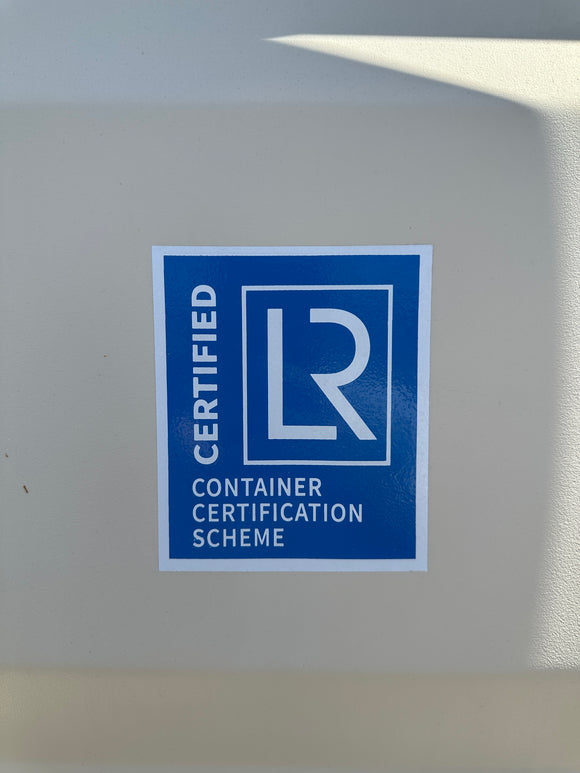 CERTIFIED
LR
CONTAINER
CERTIFICATION
SCHEME